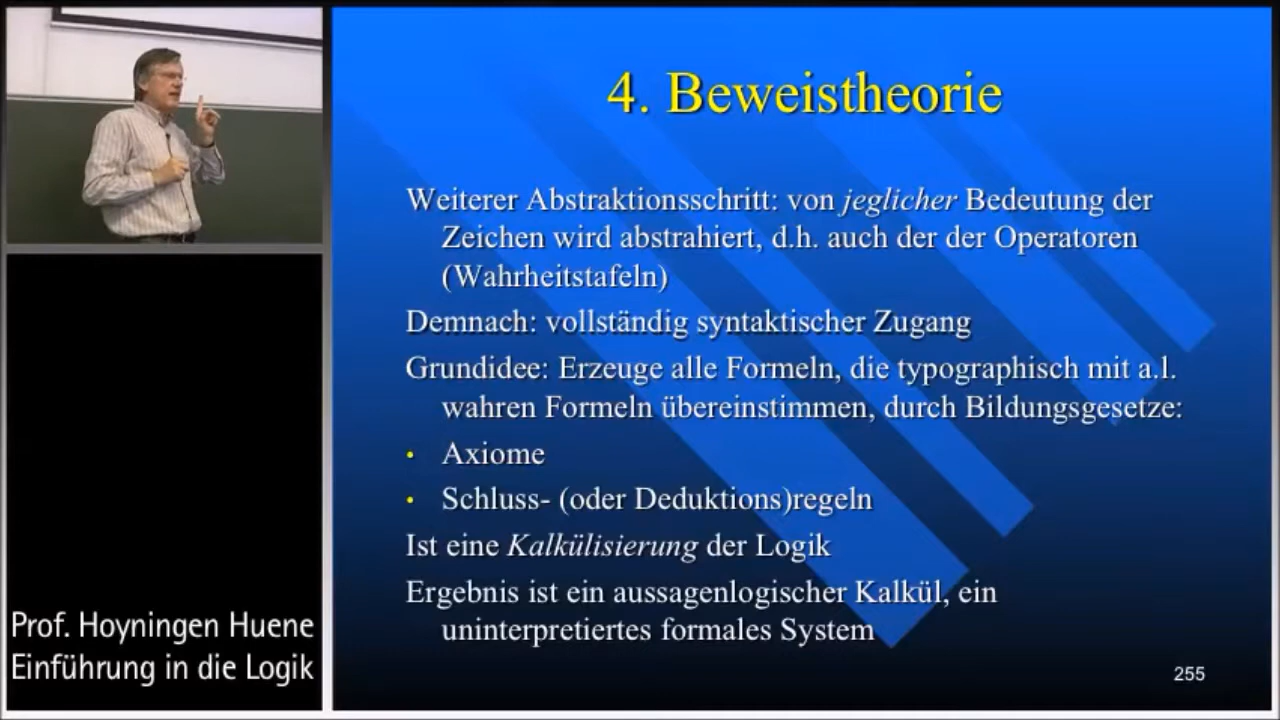 4. Beweistheorie
Weiterer Abstraktionsschritt: von jeglicher Bedeutung der
Zeichen wird abstrahiert, d.h. auch der der Operatoren
(Wahrheitstafeln)
Demnach: vollständig syntaktischer Zugang
Grundidee: Erzeuge alle Formeln, die typographisch mit a.l.
wahren Formeln übereinstimmen, durch Bildungsgesetze:
• Axiome
• Schluss- (oder Deduktions)regeln
Ist eine Kalkülisierung der Logik
Ergebnis ist ein aussagenlogischer Kalkül, ein
uninterpretiertes formales System
255
Prof. Hoyningen Huene
Einführung in die Logik